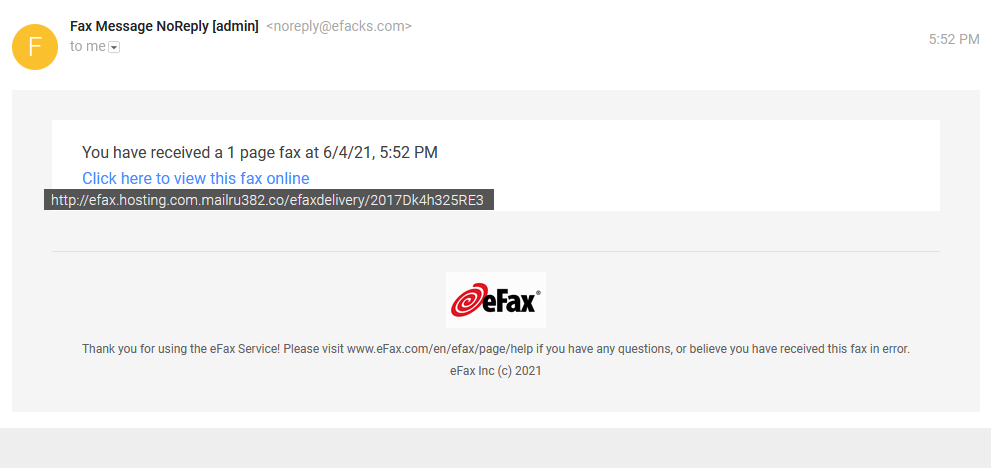 F
Fax Message NoReply [admin] <noreply@efacks.com>
to me
5:52 PM
You have received a 1 page fax at 6/4/21, 5:52 PM
Click here to view this fax online
http://efax.hosting.com.mailru382.co/efaxdelivery/2017Dk4h325RE3
eFax®
Thank you for using the eFax Service! Please visit www.eFax.com/en/efax/page/help if you have any questions, or believe you have received this fax in error.
eFax Inc (c) 2021